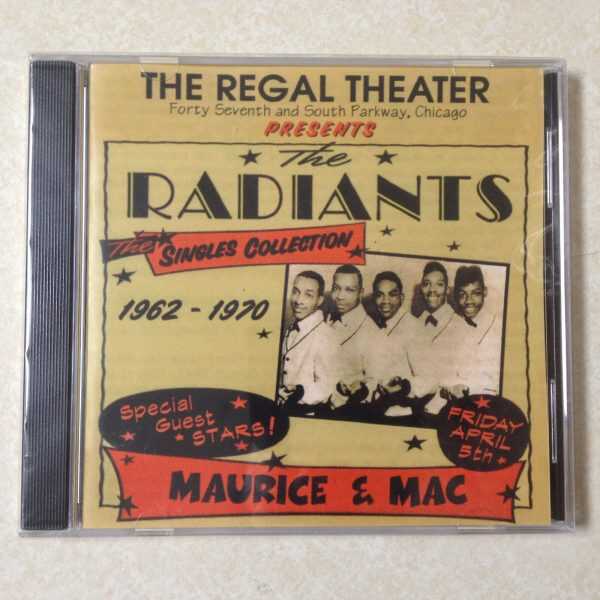 THE REGAL THEATER
Forty Seventh and South Parkway, Chicago
PRESENTS
The
RADIANTS
The SINGLES COLLECTION
1962 - 1970
Special
Guest
STARS!
FRIDAY
APRIL
5th
MAURICE & MAC